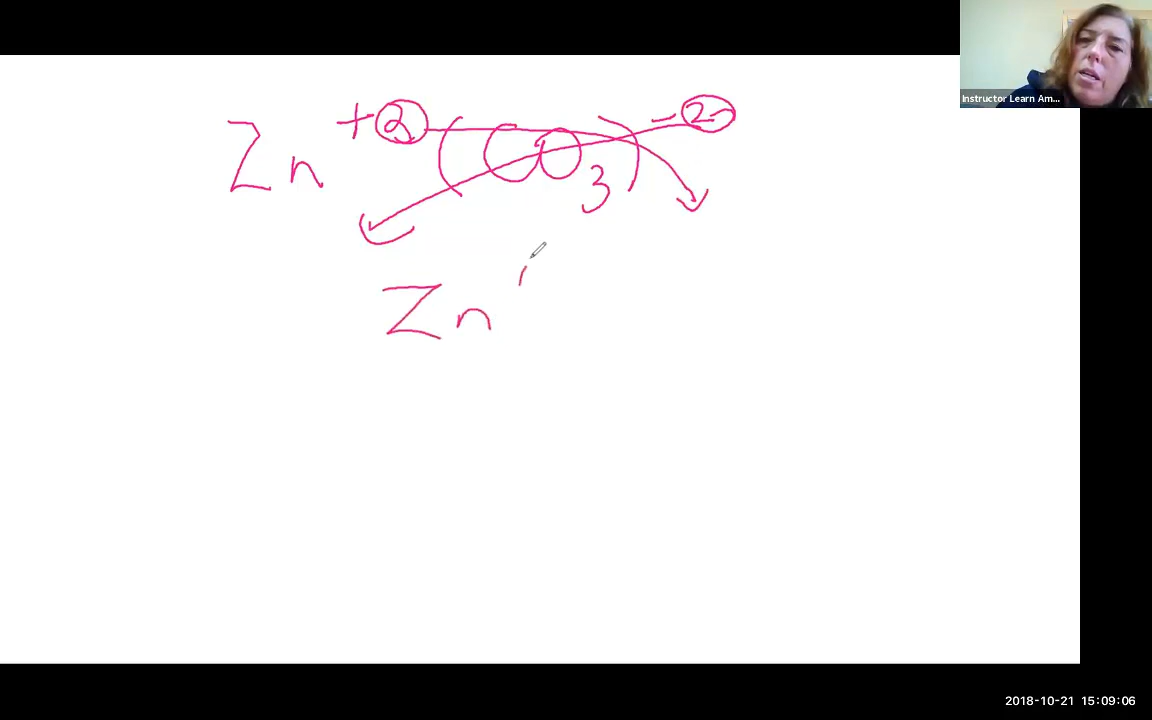 Instructor Learn Am...
Zn +2 (CO3) -2
Zn
2018-10-21 15:09:06